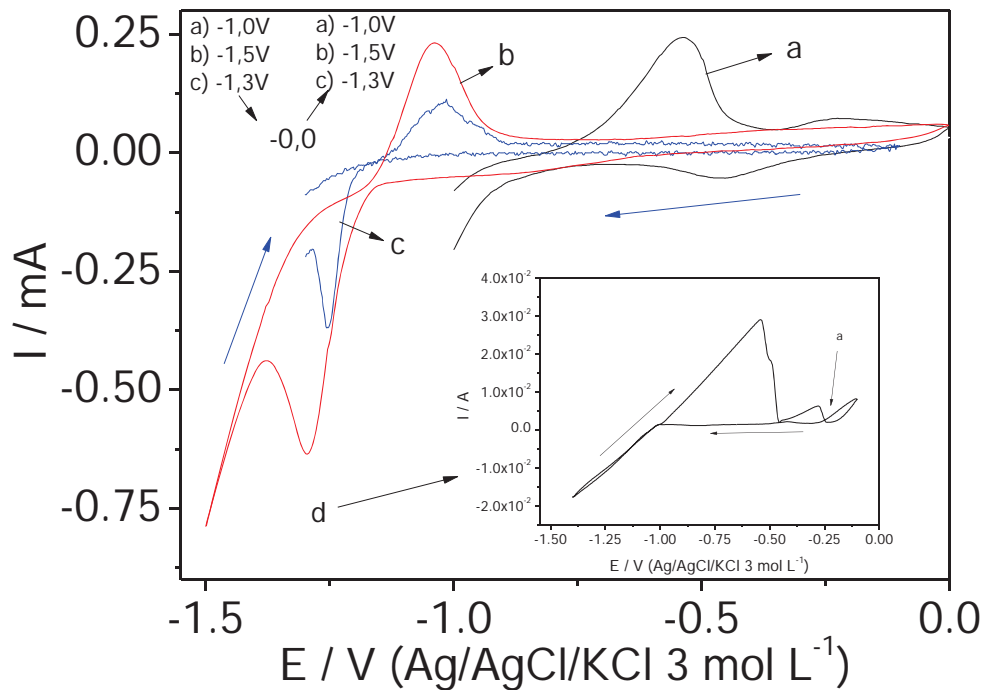 a) -1,0V
b) -1,5V
c) -1,3V
-0,0
a) -1,0V
b) -1,5V
c) -1,3V
b
a
c
d
0.25
0.00
-0.25
-0.50
-0.75
I / mA
-1.5
-1.0
-0.5
0.0
E / V (Ag/AgCl/KCl 3 mol L⁻¹)
4.0x10⁻²
3.0x10⁻²
2.0x10⁻²
1.0x10⁻²
0.0
-1.0x10⁻²
-2.0x10⁻²
I / A
a
-1.50
-1.25
-1.00
-0.75
-0.50
-0.25
0.00
E / V (Ag/AgCl/KCl 3 mol L⁻¹)